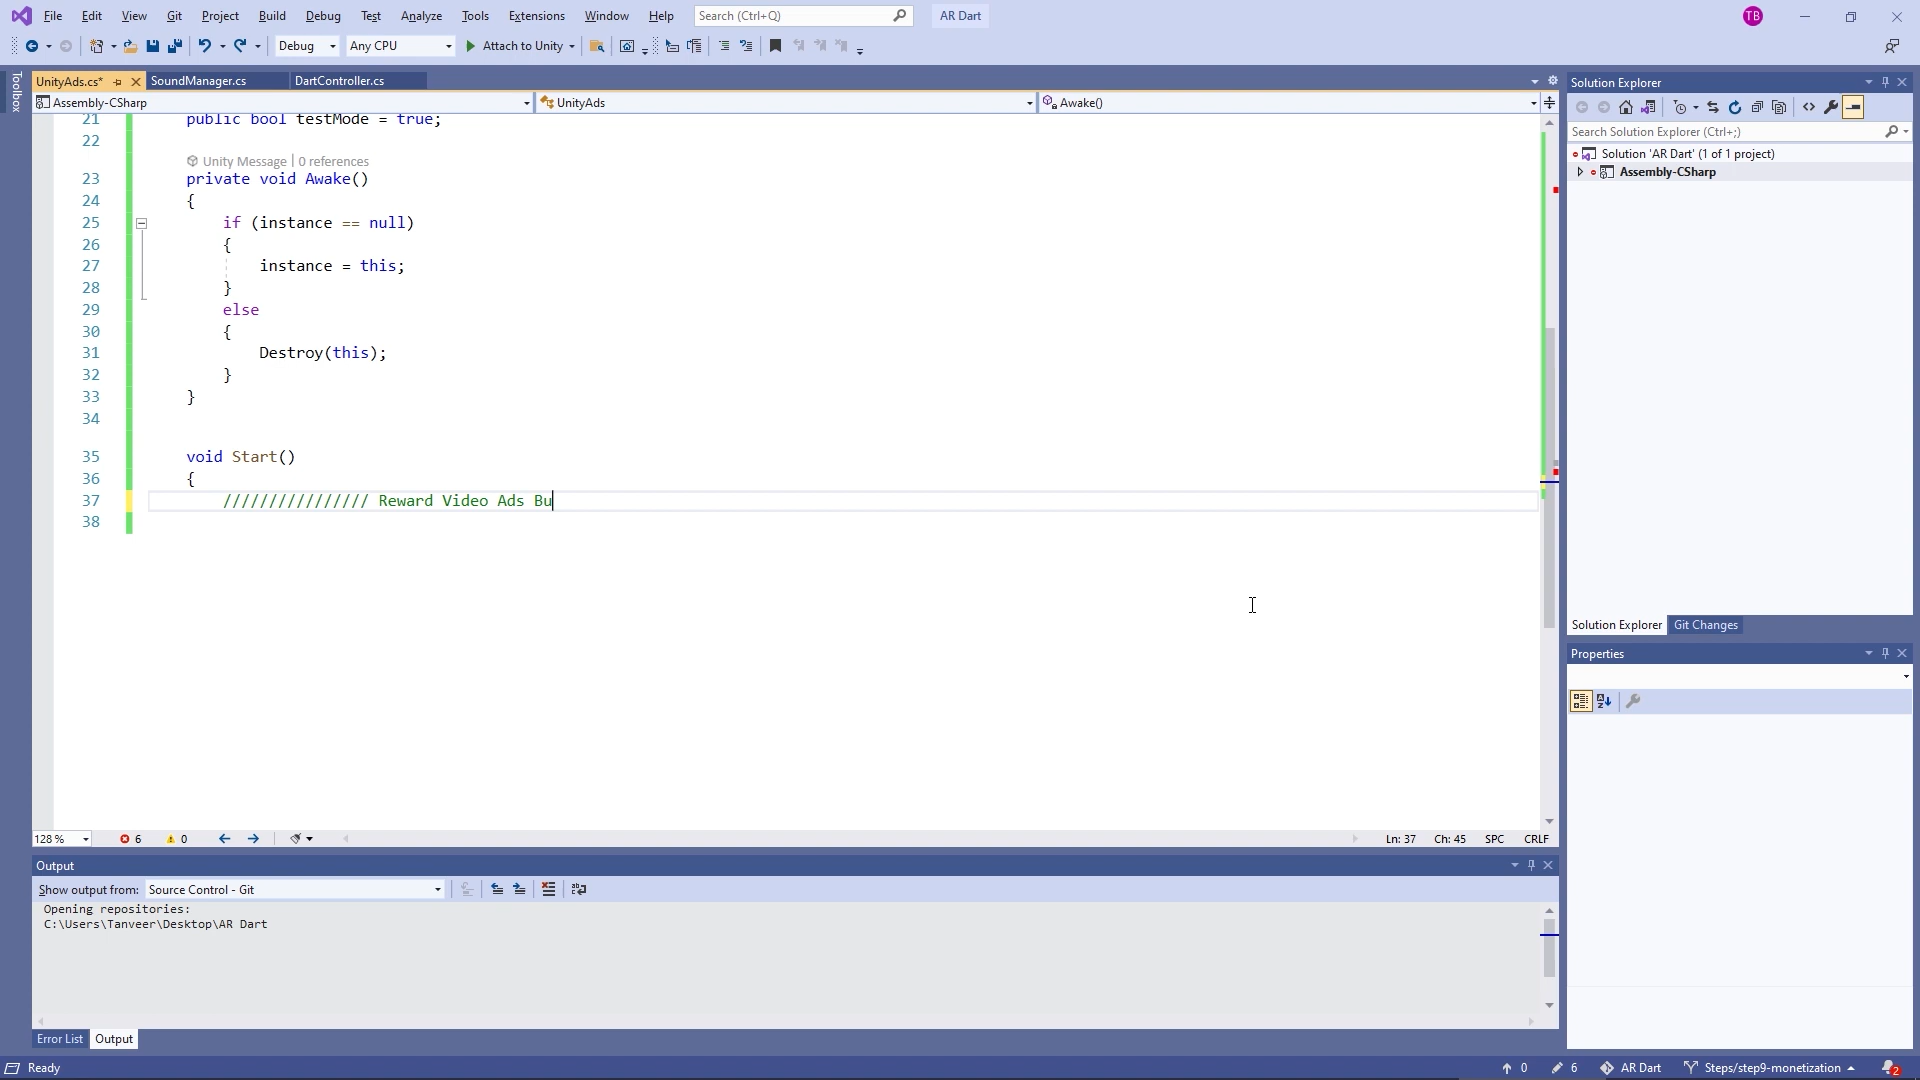 File Edit View Git Project Build Debug Test Analyze Tools Extensions Window Help Search (Ctrl+Q) AR Dart TB
Debug Any CPU Attach to Unity
Toolbox
UnityAds.cs* SoundManager.cs DartController.cs
Assembly-CSharp UnityAds Awake()
21 public bool testMode = true;
22
Unity Message | 0 references
23 private void Awake()
24 {
25 if (instance == null)
26 {
27 instance = this;
28 }
29 else
30 {
31 Destroy(this);
32 }
33 }
34
35 void Start()
36 {
37 //////////////// Reward Video Ads Bu
38
128 % 6 0 Ln: 37 Ch: 45 SPC CRLF
Output
Show output from: Source Control - Git
Opening repositories:
C:\Users\Tanveer\Desktop\AR Dart
Error List Output
Solution Explorer
Search Solution Explorer (Ctrl+;)
Solution 'AR Dart' (1 of 1 project)
Assembly-CSharp
Solution Explorer Git Changes
Properties
Ready 0 6 AR Dart Steps/step9-monetization 2